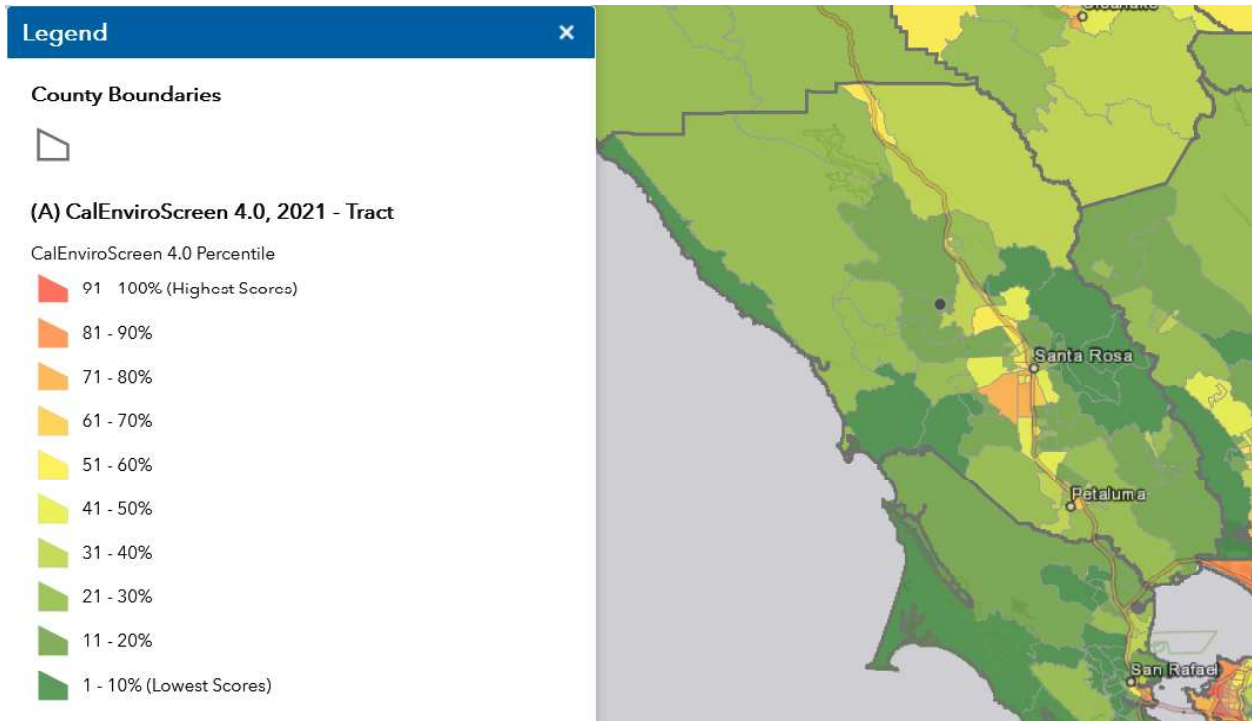 Legend
×
County Boundaries
(A) CalEnviroScreen 4.0, 2021 - Tract
CalEnviroScreen 4.0 Percentile
91 - 100% (Highest Scores)
81 - 90%
71 - 80%
61 - 70%
51 - 60%
41 - 50%
31 - 40%
21 - 30%
11 - 20%
1 - 10% (Lowest Scores)
Santa Rosa
Petaluma
San Rafael